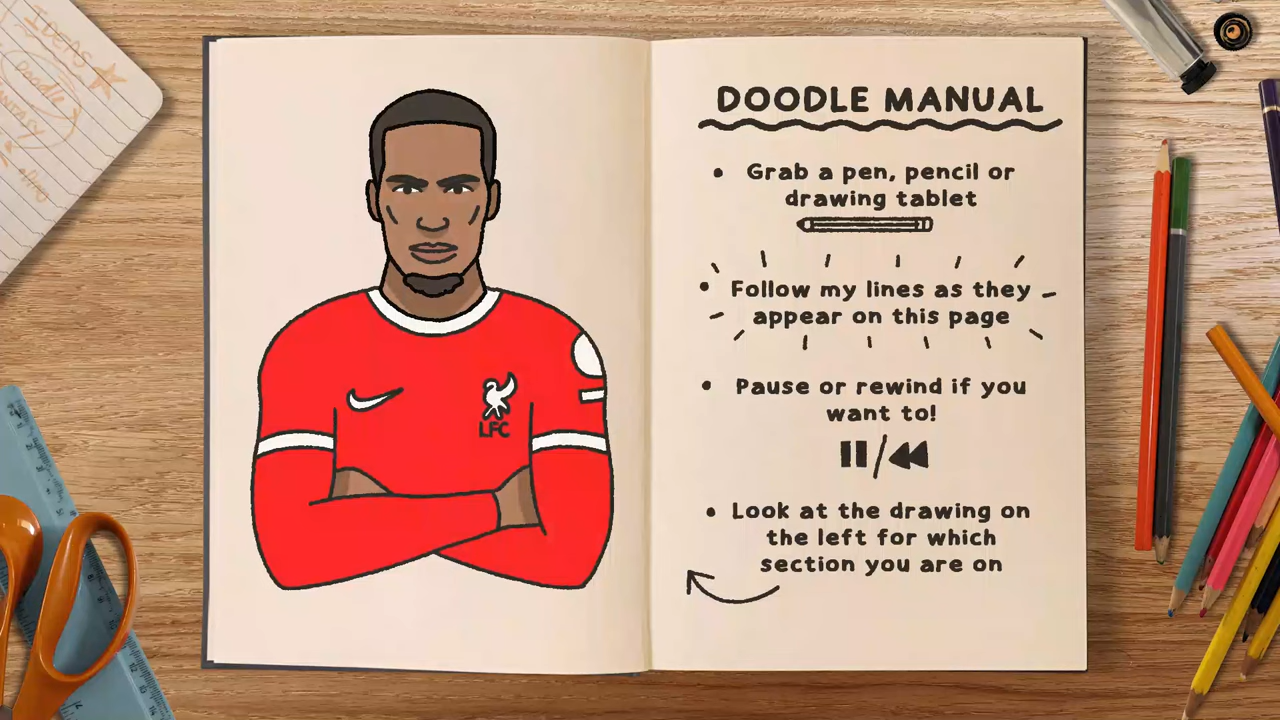 IDEAS
Doodle
LFC
DOODLE MANUAL
• Grab a pen, pencil or
drawing tablet
• Follow my lines as they
appear on this page
• Pause or rewind if you
want to!
• Look at the drawing on
the left for which
section you are on